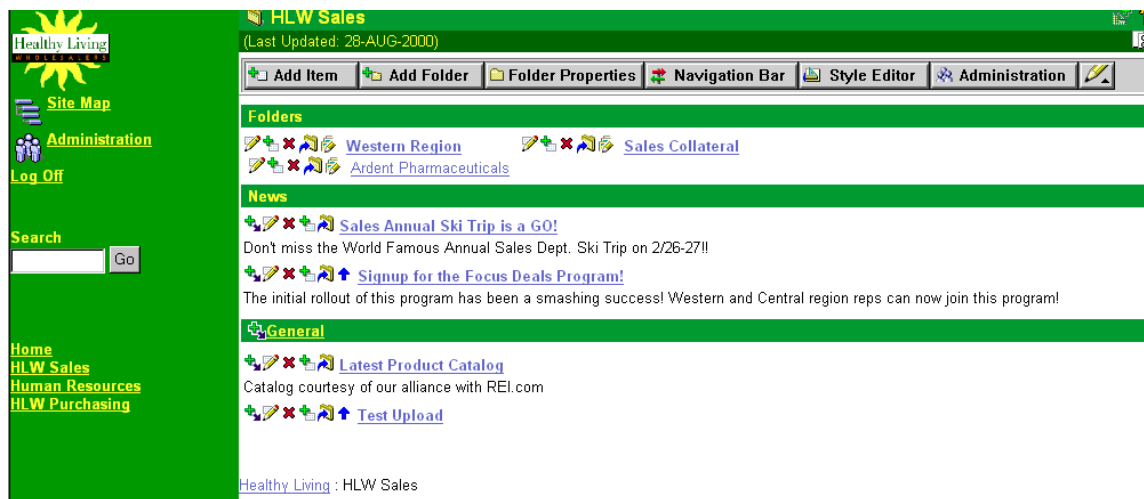 HLW Sales
(Last Updated: 28-AUG-2000)
Healthy Living
WHOLESALERS
Site Map
Administration
Log Off
Search
Go
Home
HLW Sales
Human Resources
HLW Purchasing
Add Item Add Folder Folder Properties Navigation Bar Style Editor Administration
Folders
Western Region Sales Collateral
Ardent Pharmaceuticals
News
Sales Annual Ski Trip is a GO!
Don't miss the World Famous Annual Sales Dept. Ski Trip on 2/26-27!!
Signup for the Focus Deals Program!
The initial rollout of this program has been a smashing success! Western and Central region reps can now join this program!
General
Latest Product Catalog
Catalog courtesy of our alliance with REI.com
Test Upload
Healthy Living : HLW Sales